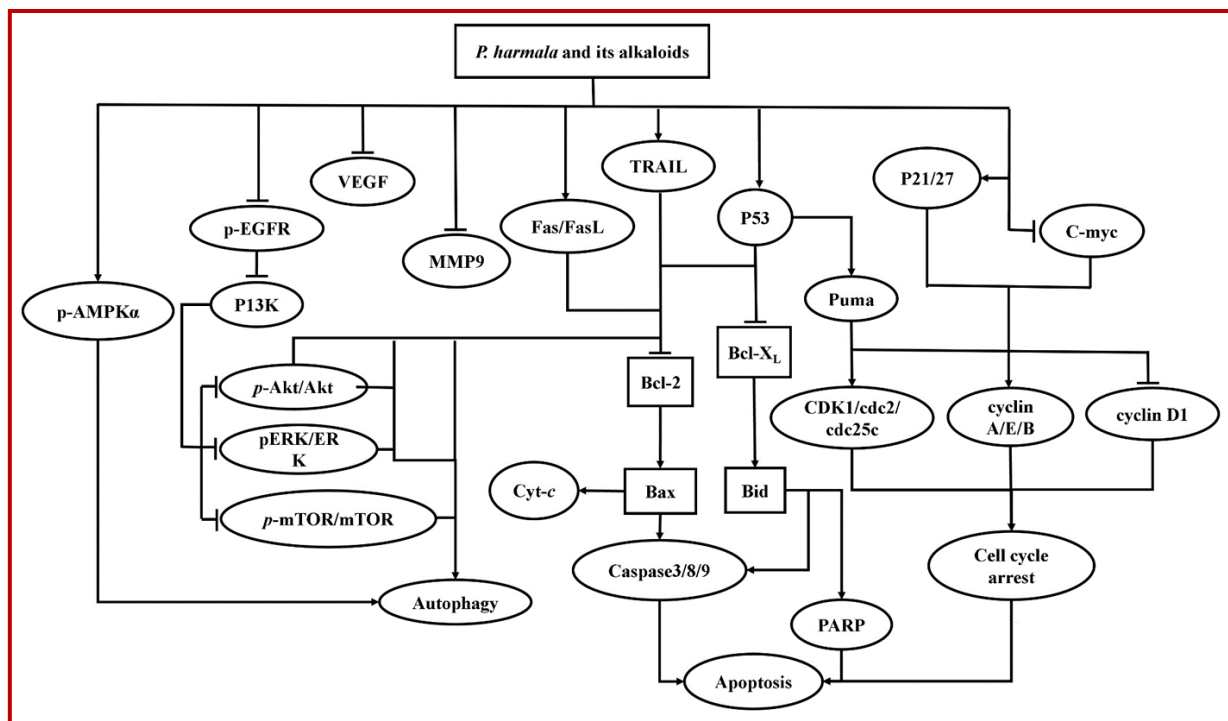 P. harmala and its alkaloids
TRAIL
P21/27
VEGF
Fas/FasL
P53
p-EGFR
C-myc
MMP9
p-AMPKα
P13K
Puma
Bcl-2
Bcl-XL
p-Akt/Akt
CDK1/cdc2/
cdc25c
cyclin
A/E/B
cyclin D1
pERK/ER
K
Cyt-c
Bax
Bid
p-mTOR/mTOR
Caspase3/8/9
Cell cycle
arrest
Autophagy
PARP
Apoptosis